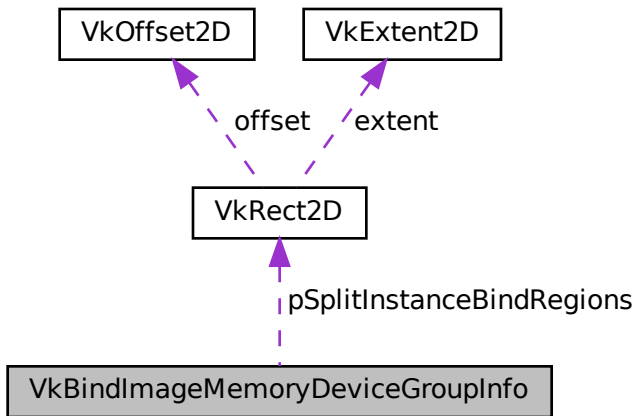 VkOffset2D
VkExtent2D
offset
extent
VkRect2D
pSplitInstanceBindRegions
VkBindImageMemoryDeviceGroupInfo